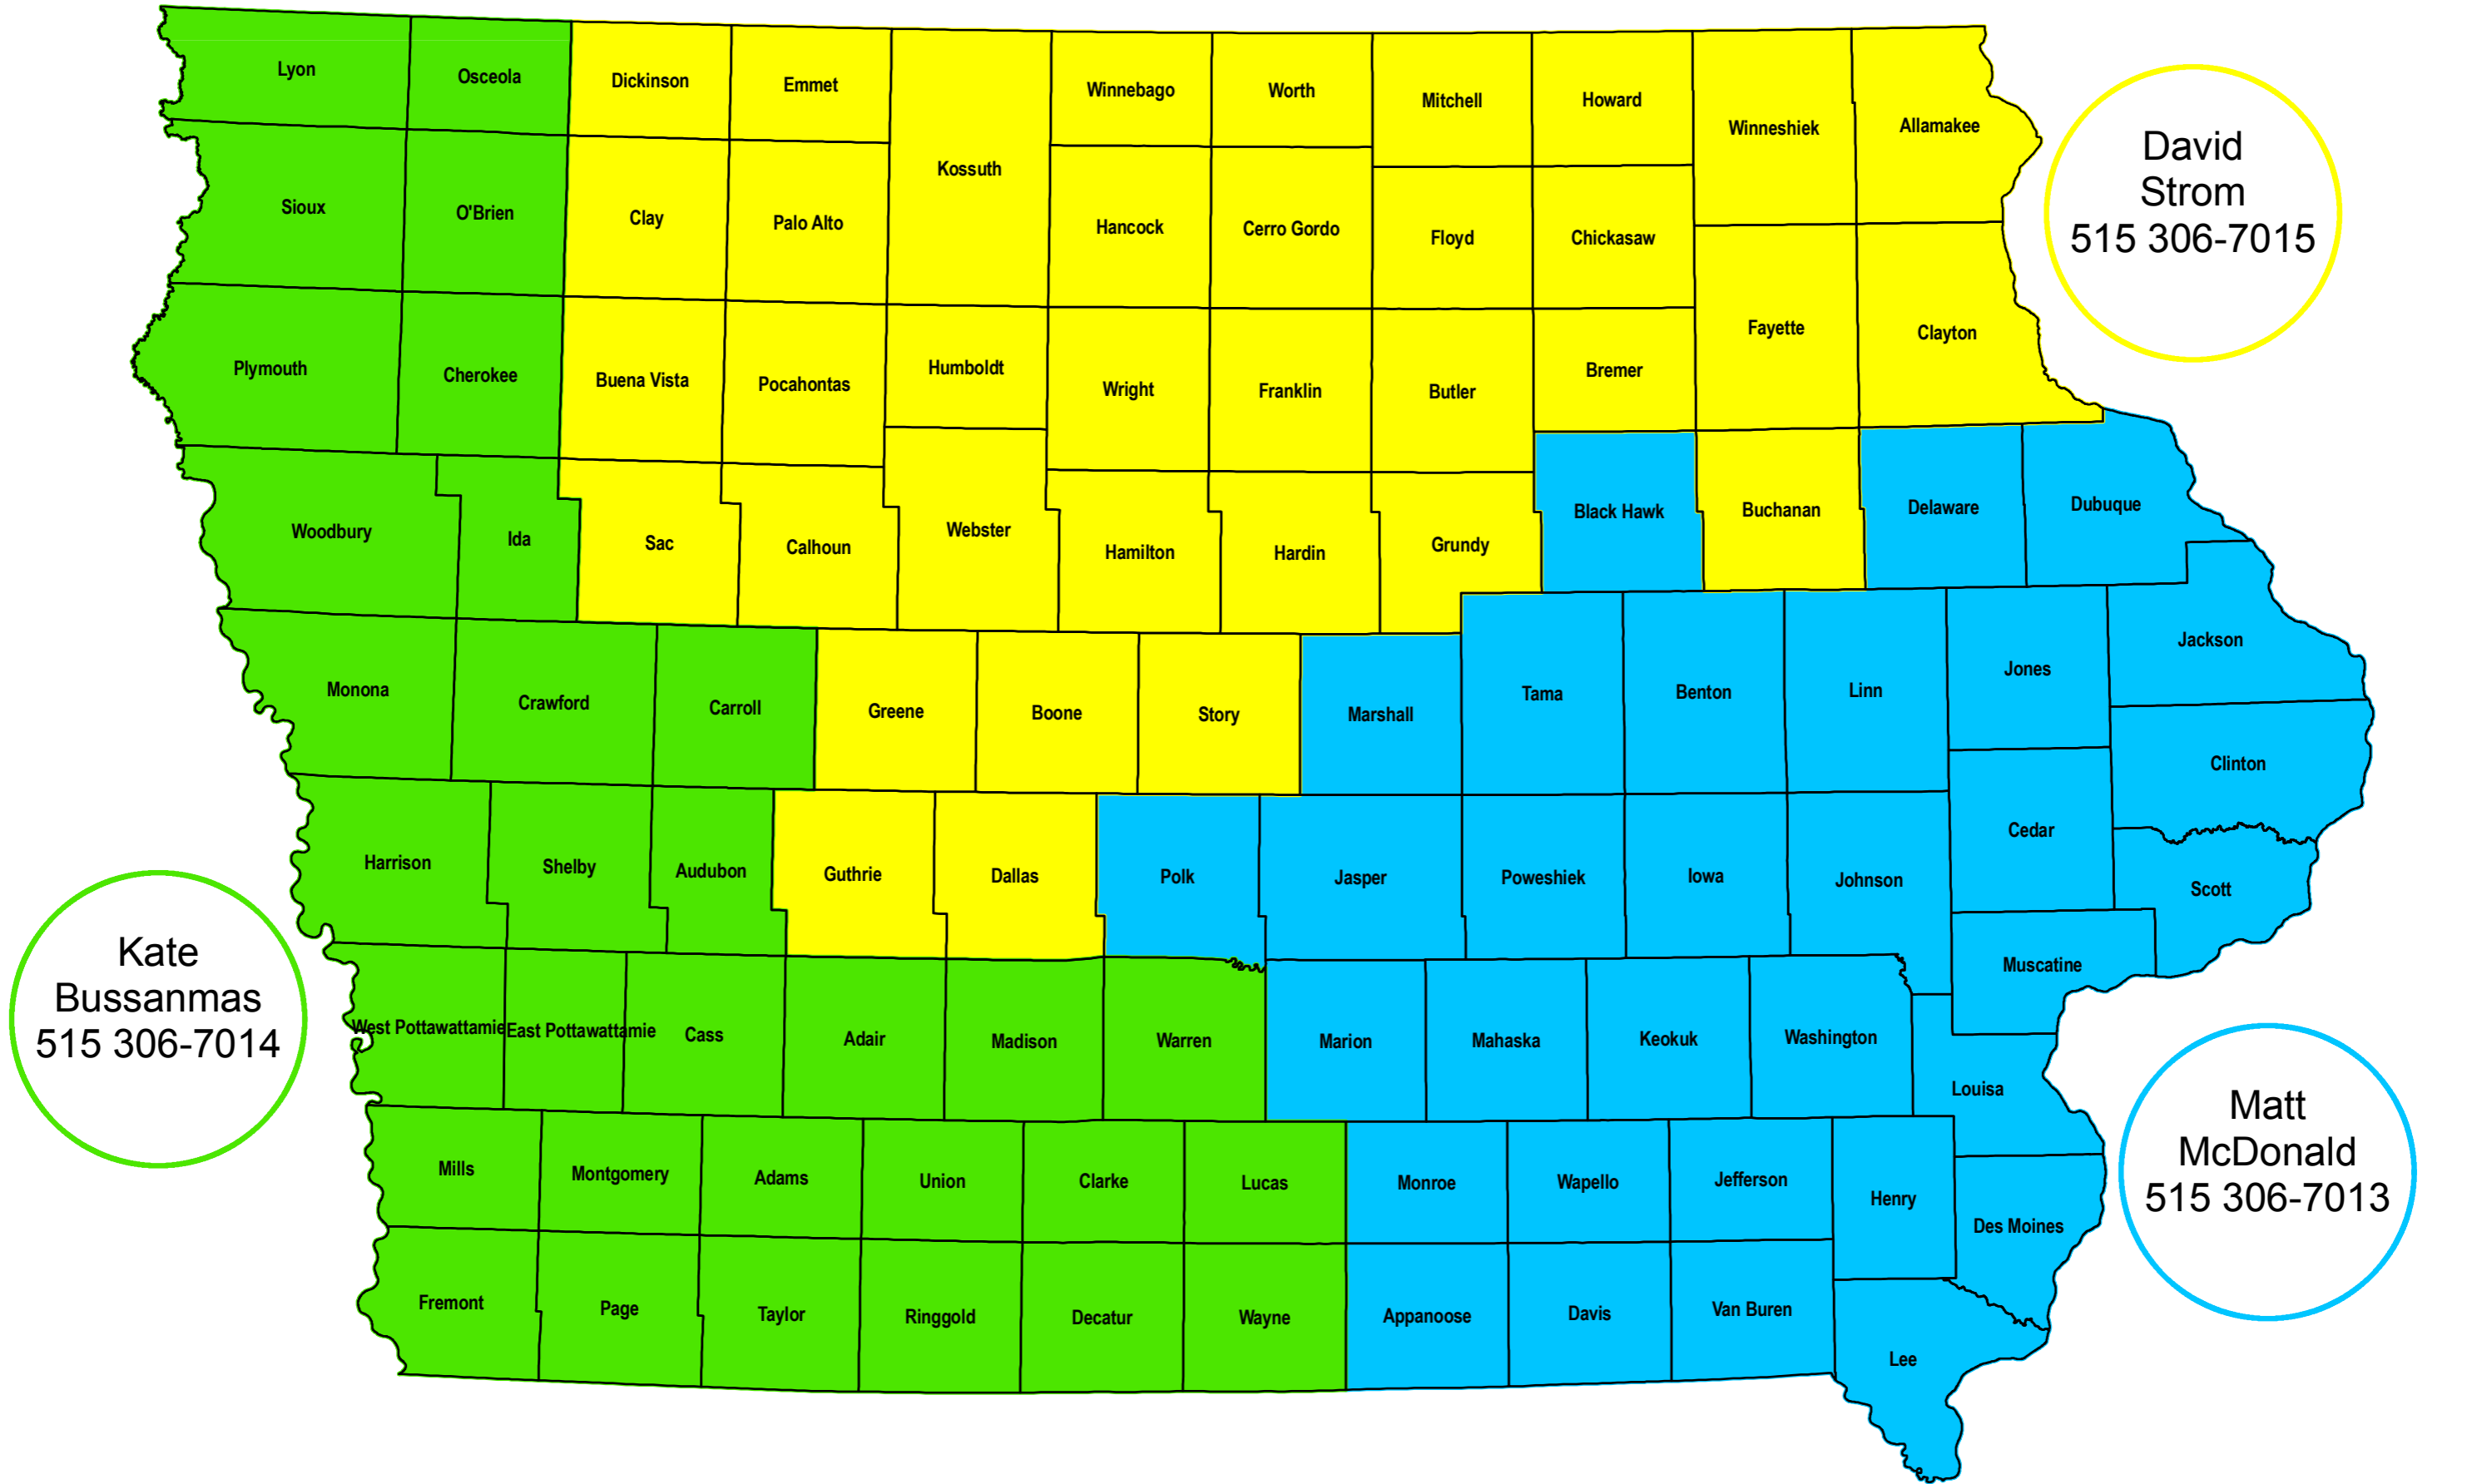 Lyon
Osceola
Dickinson
Emmet
Kossuth
Winnebago
Worth
Mitchell
Howard
Winneshiek
Allamakee
David
Strom
515 306-7015
Sioux
O'Brien
Clay
Palo Alto
Hancock
Cerro Gordo
Floyd
Chickasaw
Fayette
Clayton
Plymouth
Cherokee
Buena Vista
Pocahontas
Humboldt
Wright
Franklin
Butler
Bremer
Woodbury
Ida
Sac
Calhoun
Webster
Hamilton
Hardin
Grundy
Black Hawk
Buchanan
Delaware
Dubuque
Monona
Crawford
Carroll
Greene
Boone
Story
Marshall
Tama
Benton
Linn
Jones
Jackson
Clinton
Harrison
Shelby
Audubon
Guthrie
Dallas
Polk
Jasper
Poweshiek
Iowa
Johnson
Cedar
Scott
Muscatine
Kate
Bussanmas
515 306-7014
West Pottawattamie
East Pottawattamie
Cass
Adair
Madison
Warren
Marion
Mahaska
Keokuk
Washington
Louisa
Matt
McDonald
515 306-7013
Mills
Montgomery
Adams
Union
Clarke
Lucas
Monroe
Wapello
Jefferson
Henry
Des Moines
Fremont
Page
Taylor
Ringgold
Decatur
Wayne
Appanoose
Davis
Van Buren
Lee